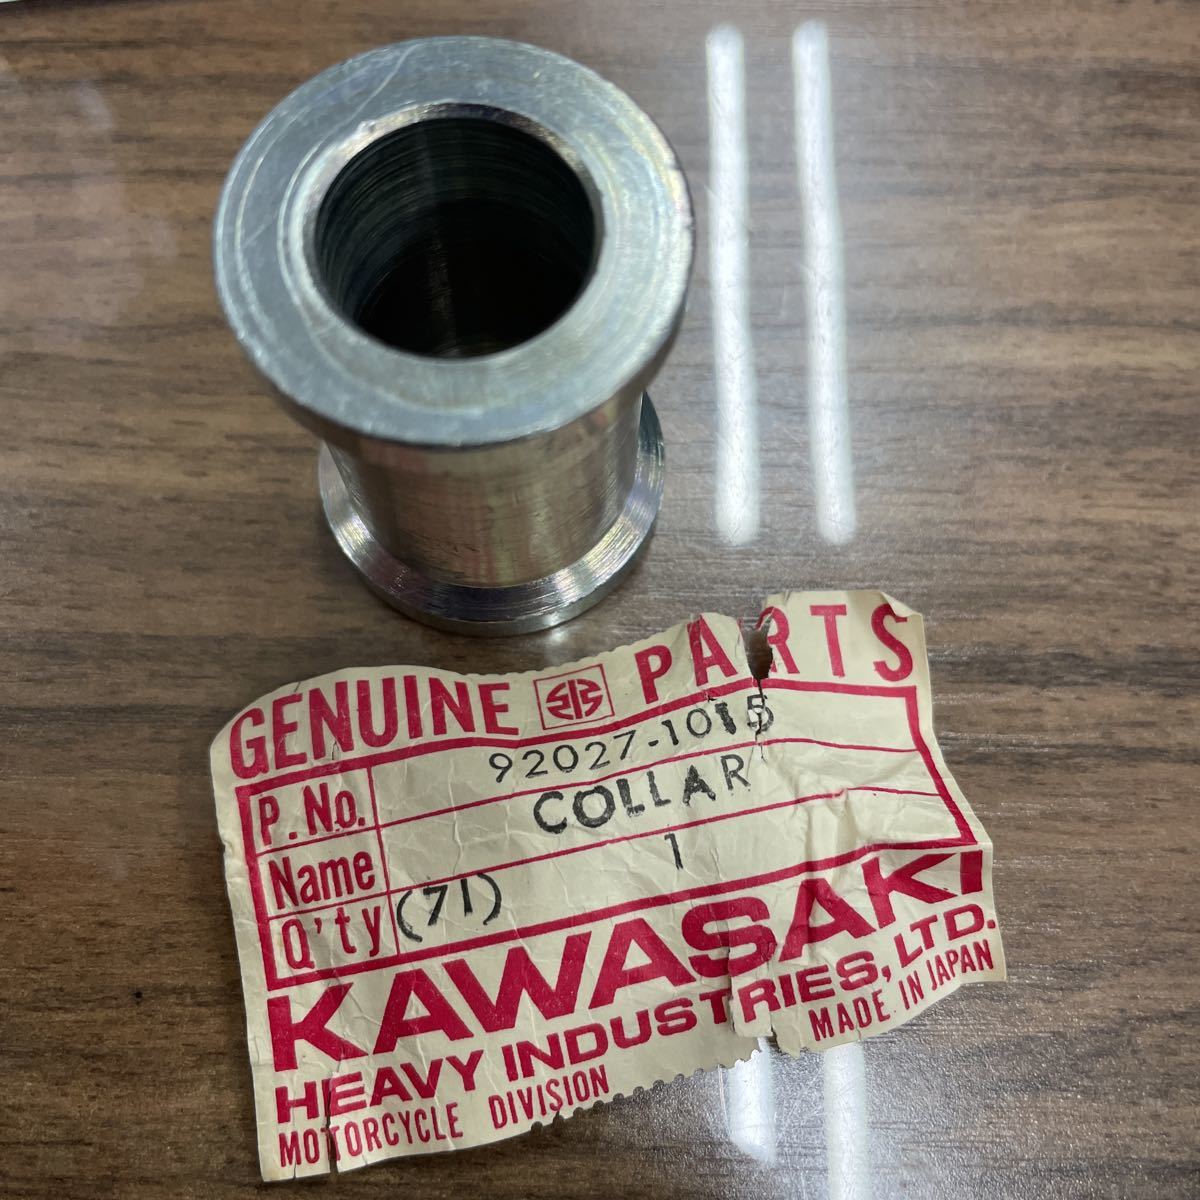 GENUINE PARTS
P. No. 92027-1015
Name COLLAR
Q'ty (71) 1
KAWASAKI
HEAVY INDUSTRIES, LTD.
MOTORCYCLE DIVISION MADE IN JAPAN